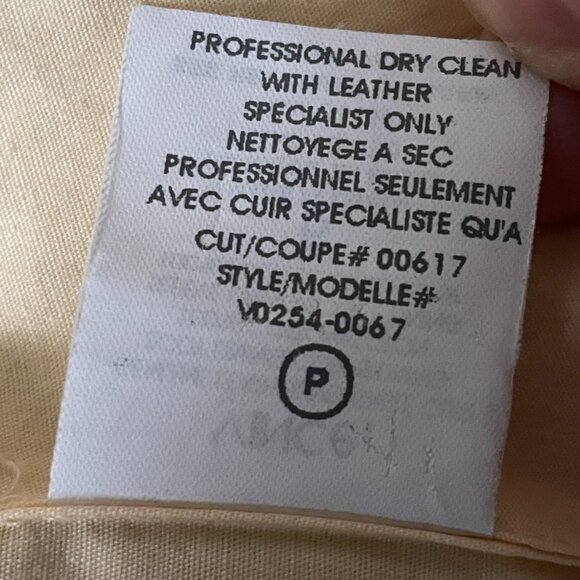 PROFESSIONAL DRY CLEAN
WITH LEATHER
SPECIALIST ONLY
NETTOYEGE A SEC
PROFESSIONNEL SEULEMENT
AVEC CUIR SPECIALISTE QU'A
CUT/COUPE# 00617
STYLE/MODELLE#
V0254-0067
P